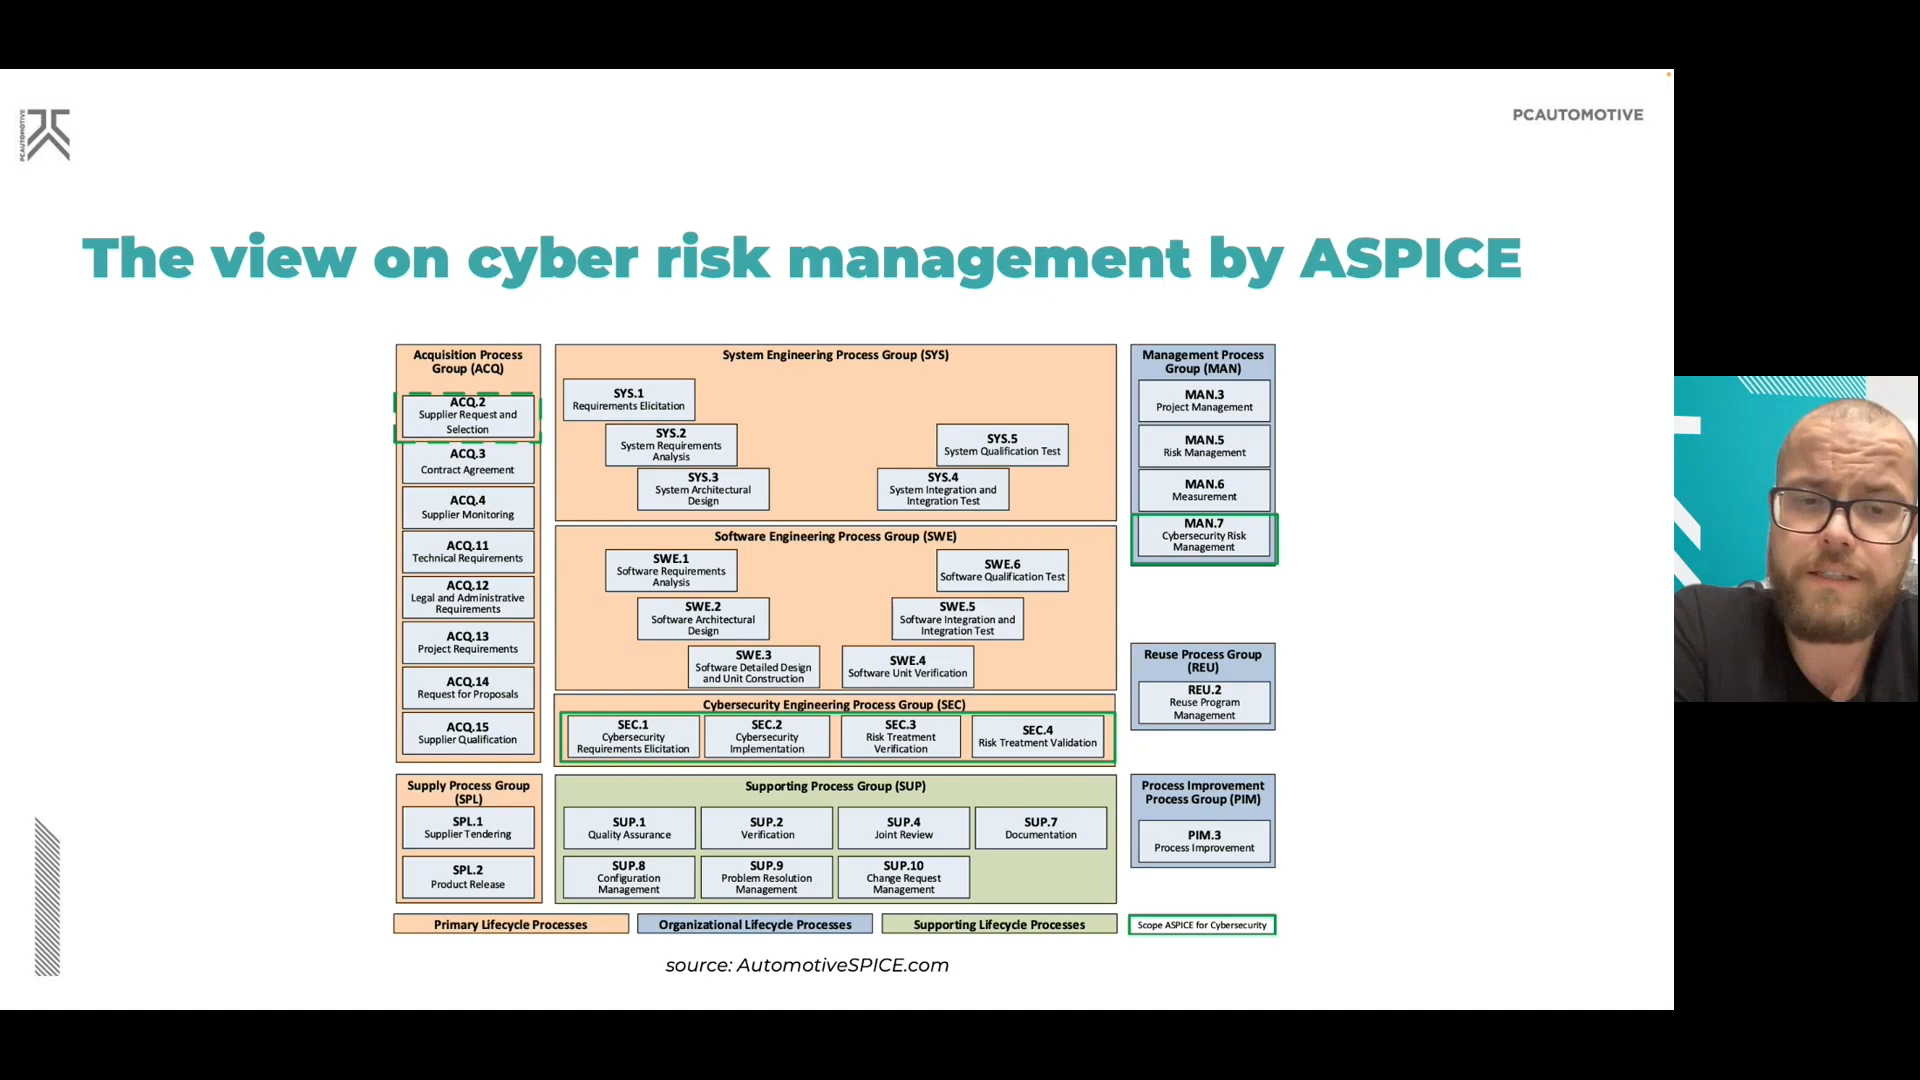 PCAUTOMOTIVE
PCAUTOMOTIVE
The view on cyber risk management by ASPICE
Acquisition Process
Group (ACQ)
ACQ.2
Supplier Request and
Selection
ACQ.3
Contract Agreement
ACQ.4
Supplier Monitoring
ACQ.11
Technical Requirements
ACQ.12
Legal and Administrative
Requirements
ACQ.13
Project Requirements
ACQ.14
Request for Proposals
ACQ.15
Supplier Qualification
System Engineering Process Group (SYS)
SYS.1
Requirements Elicitation
SYS.2
System Requirements
Analysis
SYS.3
System Architectural
Design
SYS.5
System Qualification Test
SYS.4
System Integration and
Integration Test
Software Engineering Process Group (SWE)
SWE.1
Software Requirements
Analysis
SWE.2
Software Architectural
Design
SWE.3
Software Detailed Design
and Unit Construction
SWE.6
Software Qualification Test
SWE.5
Software Integration and
Integration Test
SWE.4
Software Unit Verification
Cybersecurity Engineering Process Group (SEC)
SEC.1
Cybersecurity
Requirements Elicitation
SEC.2
Cybersecurity
Implementation
SEC.3
Risk Treatment
Verification
SEC.4
Risk Treatment Validation
Management Process
Group (MAN)
MAN.3
Project Management
MAN.5
Risk Management
MAN.6
Measurement
MAN.7
Cybersecurity Risk
Management
Reuse Process Group
(REU)
REU.2
Reuse Program
Management
Supply Process Group
(SPL)
SPL.1
Supplier Tendering
SPL.2
Product Release
Supporting Process Group (SUP)
SUP.1
Quality Assurance
SUP.2
Verification
SUP.4
Joint Review
SUP.7
Documentation
SUP.8
Configuration
Management
SUP.9
Problem Resolution
Management
SUP.10
Change Request
Management
Process Improvement
Process Group (PIM)
PIM.3
Process Improvement
Primary Lifecycle Processes
Organizational Lifecycle Processes
Supporting Lifecycle Processes
Scope ASPICE for Cybersecurity
source: AutomotiveSPICE.com